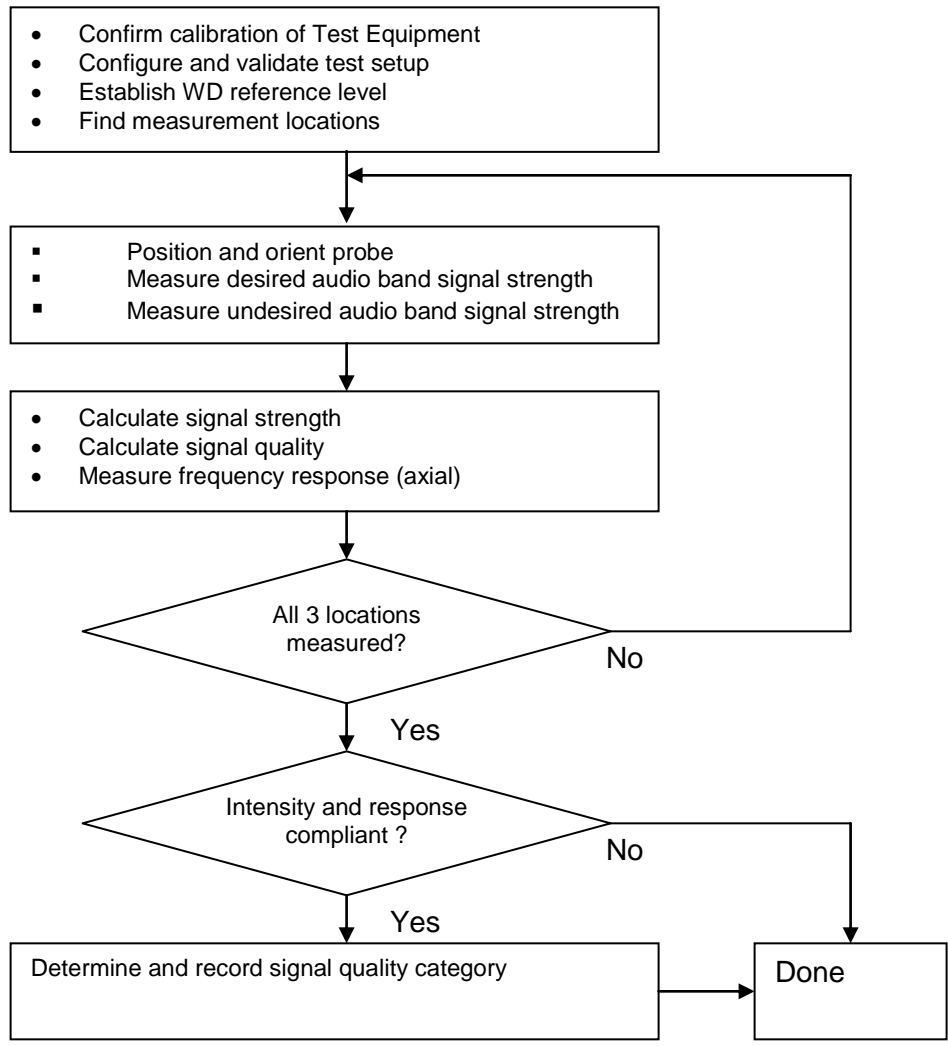 • Confirm calibration of Test Equipment
• Configure and validate test setup
• Establish WD reference level
• Find measurement locations
▪ Position and orient probe
▪ Measure desired audio band signal strength
▪ Measure undesired audio band signal strength
• Calculate signal strength
• Calculate signal quality
• Measure frequency response (axial)
All 3 locations
measured?
No
Yes
Intensity and response
compliant ?
No
Yes
Determine and record signal quality category
Done